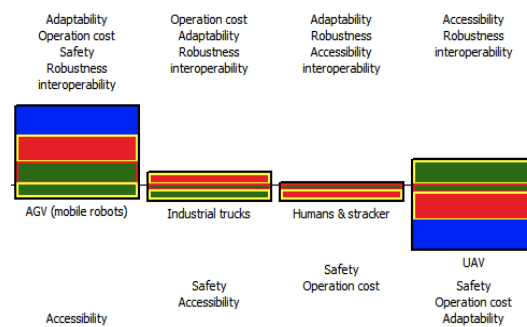 Adaptability
Operation cost
Safety
Robustness
interoperability
Operation cost
Adaptability
Robustness
interoperability
Adaptability
Robustness
Accessibility
interoperability
Accessibility
Robustness
interoperability
AGV (mobile robots)
Industrial trucks
Humans & stracker
UAV
Accessibility
Safety
Accessibility
Safety
Operation cost
Safety
Operation cost
Adaptability